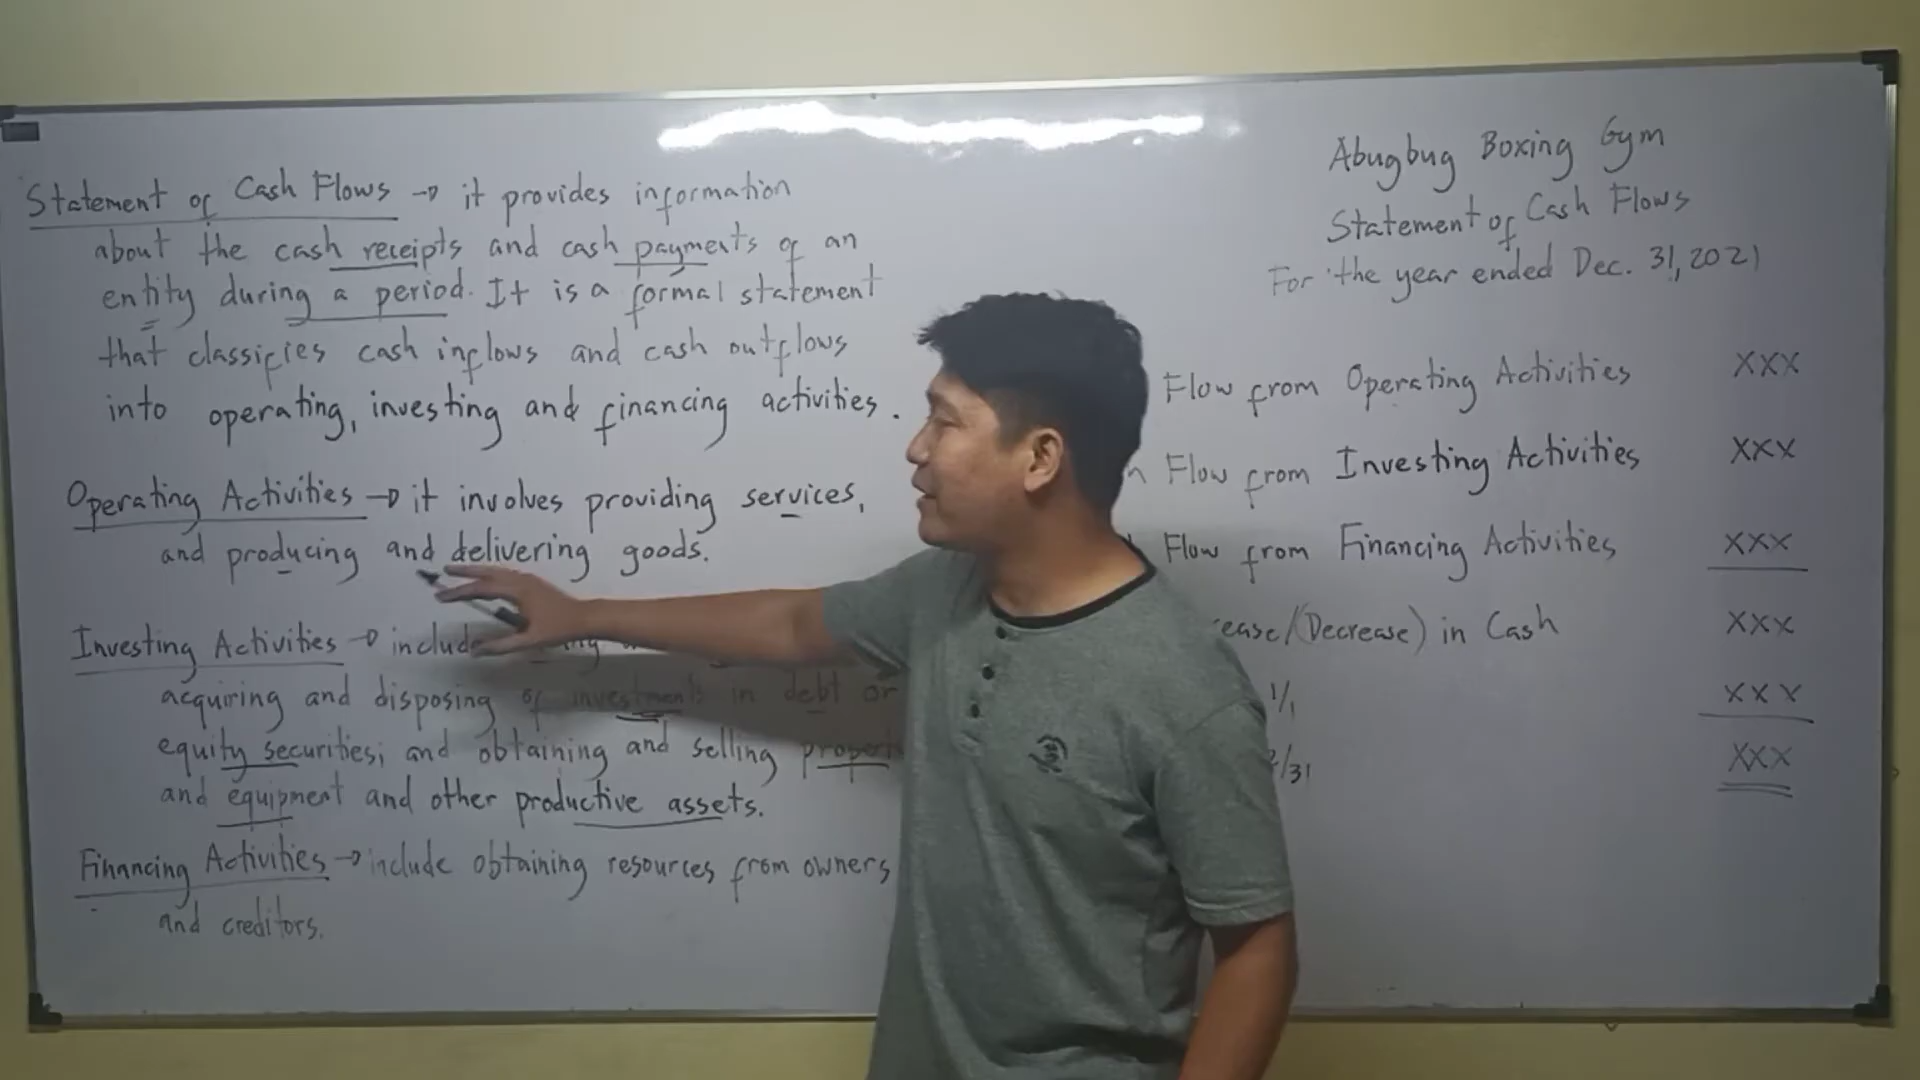 Statement of Cash Flows → it provides information
about the cash receipts and cash payments of an
entity during a period. It is a formal statement
that classifies cash inflows and cash outflows
into operating, investing and financing activities.
Operating Activities → it involves providing services,
and producing and delivering goods.
Investing Activities → include
acquiring and disposing of investments in debt or
equity securities; and obtaining and selling
and equipment and other productive assets.
Financing Activities → include obtaining resources from owners
and creditors.
Abugbug Boxing Gym
Statement of Cash Flows
For the year ended Dec. 31, 2021
Flow from Operating Activities XXX
Flow from Investing Activities XXX
Flow from Financing Activities XXX
(Decrease) in Cash XXX
1/1 XXX
/31 XXX